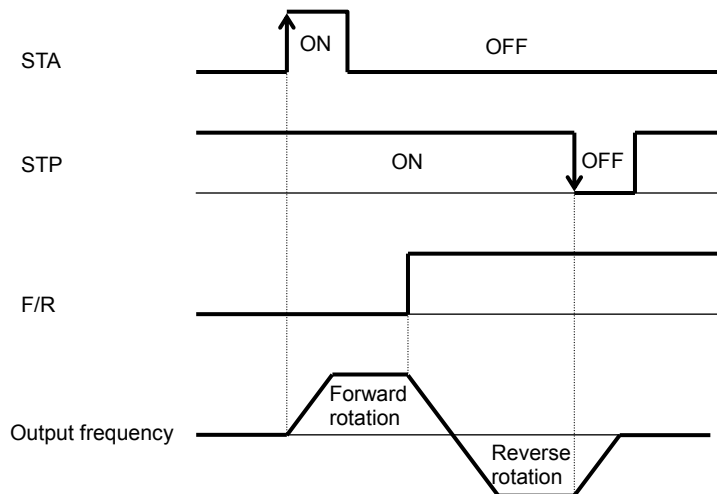 STA
ON
OFF
STP
ON
OFF
F/R
Output frequency
Forward
rotation
Reverse
rotation